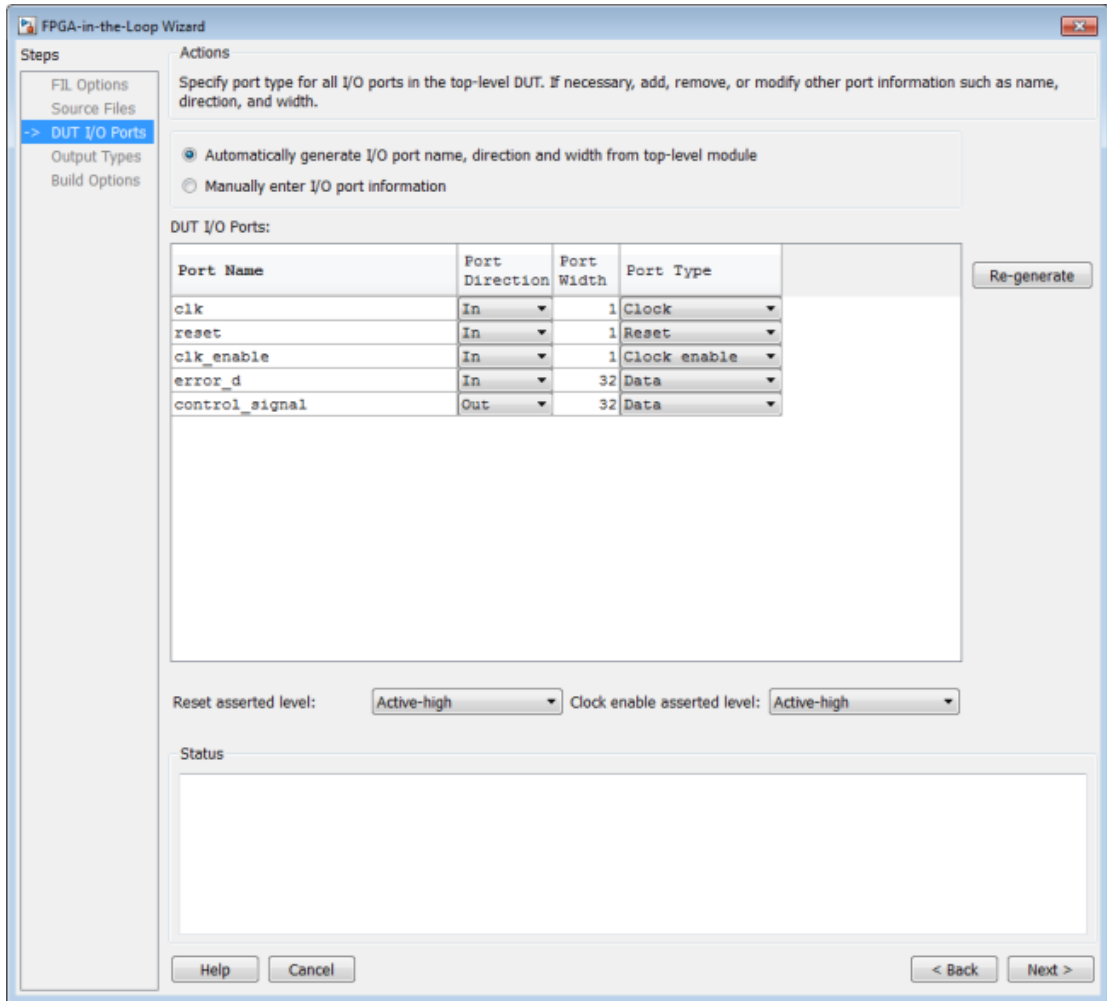 FPGA-in-the-Loop Wizard
Steps
FIL Options
Source Files
-> DUT I/O Ports
Output Types
Build Options
Actions
Specify port type for all I/O ports in the top-level DUT. If necessary, add, remove, or modify other port information such as name,
direction, and width.
Automatically generate I/O port name, direction and width from top-level module
Manually enter I/O port information
DUT I/O Ports:
Port Name Port Direction Port Width Port Type
clk In 1 Clock
reset In 1 Reset
clk_enable In 1 Clock enable
error_d In 32 Data
control_signal Out 32 Data
Re-generate
Reset asserted level: Active-high Clock enable asserted level: Active-high
Status
Help Cancel < Back Next >